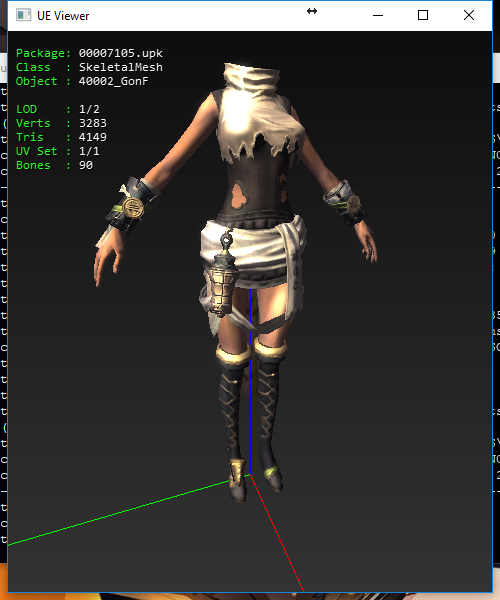 UE Viewer
Package: 00007105.upk
Class : SkeletalMesh
Object : 40002_GonF
LOD : 1/2
Verts : 3283
Tris : 4149
UV Set : 1/1
Bones : 90